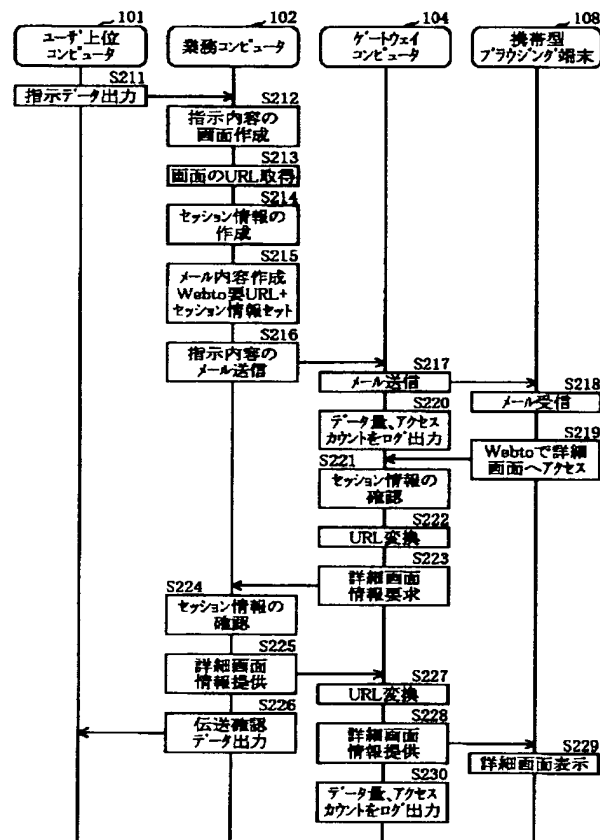 101
ユーザ上位
コンピュータ
102
業務コンピュータ
104
ゲートウェイ
コンピュータ
108
携帯型
ブラウジング端末
S211
指示データ出力
S212
指示内容の
画面作成
S213
画面のURL取得
S214
セッション情報の
作成
S215
メール内容作成
Webto要URL+
セッション情報セット
S216
指示内容の
メール送信
S217
メール送信
S218
メール受信
S220
データ量、アクセス
カウントをログ出力
S219
Webtoで詳細
画面へアクセス
S221
セッション情報の
確認
S222
URL変換
S223
詳細画面
情報要求
S224
セッション情報の
確認
S225
詳細画面
情報提供
S227
URL変換
S226
伝送確認
データ出力
S228
詳細画面
情報提供
S229
詳細画面表示
S230
データ量、アクセス
カウントをログ出力